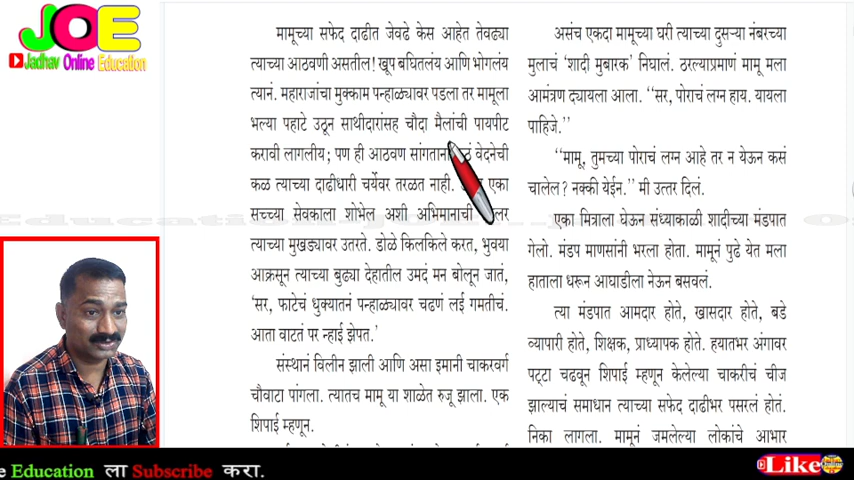 JOE
Jadhav Online Education
मामूच्या सफेद दाढीत जेवढे केस आहेत तेवढ्या
त्याच्या आठवणी असतील! खूप बघितलंय आणि भोगलंय
त्यानं. महाराजांचा मुक्काम पन्हाळ्यावर पडला तर मामूला
भल्या पहाटे उठून साथीदारांसह चौदा मैलांची पायपीट
करावी लागलीय; पण ही आठवण सांगताना वेदनेची
कळ त्याच्या दाढीधारी चर्येवर तरळत नाही. एका
सच्च्या सेवकाला शोभेल अशी अभिमानाची
त्याच्या मुखड्यावर उतरते. डोळे किलकिले करत, भुवया
आक्रसून त्याच्या बुढ्या देहातील उमदं मन बोलून जातं,
‘सर, फाटेचं धुक्यातनं पन्हाळ्यावर चढणं लई गमतीचं.
आता वाटतं पर न्हाई झेपत.’
संस्थानं विलीन झाली आणि असा इमानी चाकरवर्ग
चौवाटा पांगला. त्यातच मामू या शाळेत रुजू झाला. एक
शिपाई म्हणून.
असंच एकदा मामूच्या घरी त्याच्या दुसऱ्या नंबरच्या
मुलाचं ‘शादी मुबारक’ निघालं. ठरल्याप्रमाणं मामू मला
आमंत्रण द्यायला आला. “सर, पोराचं लग्न हाय. यायला
पाहिजे.”
“मामू, तुमच्या पोराचं लग्न आहे तर न येऊन कसं
चालेल? नक्की येईन.” मी उत्तर दिलं.
एका मित्राला घेऊन संध्याकाळी शादीच्या मंडपात
गेलो. मंडप माणसांनी भरला होता. मामूनं पुढे येत मला
हाताला धरून आघाडीला नेऊन बसवलं.
त्या मंडपात आमदार होते, खासदार होते, बडे
व्यापारी होते, शिक्षक, प्राध्यापक होते. हयातभर अंगावर
पट्टा चढवून शिपाई म्हणून केलेल्या चाकरीचं चीज
झाल्याचं समाधान त्याच्या सफेद दाढीभर पसरलं होतं.
निका लागला. मामूनं जमलेल्या लोकांचे आभार
e Education ला Subscribe करा.
Like